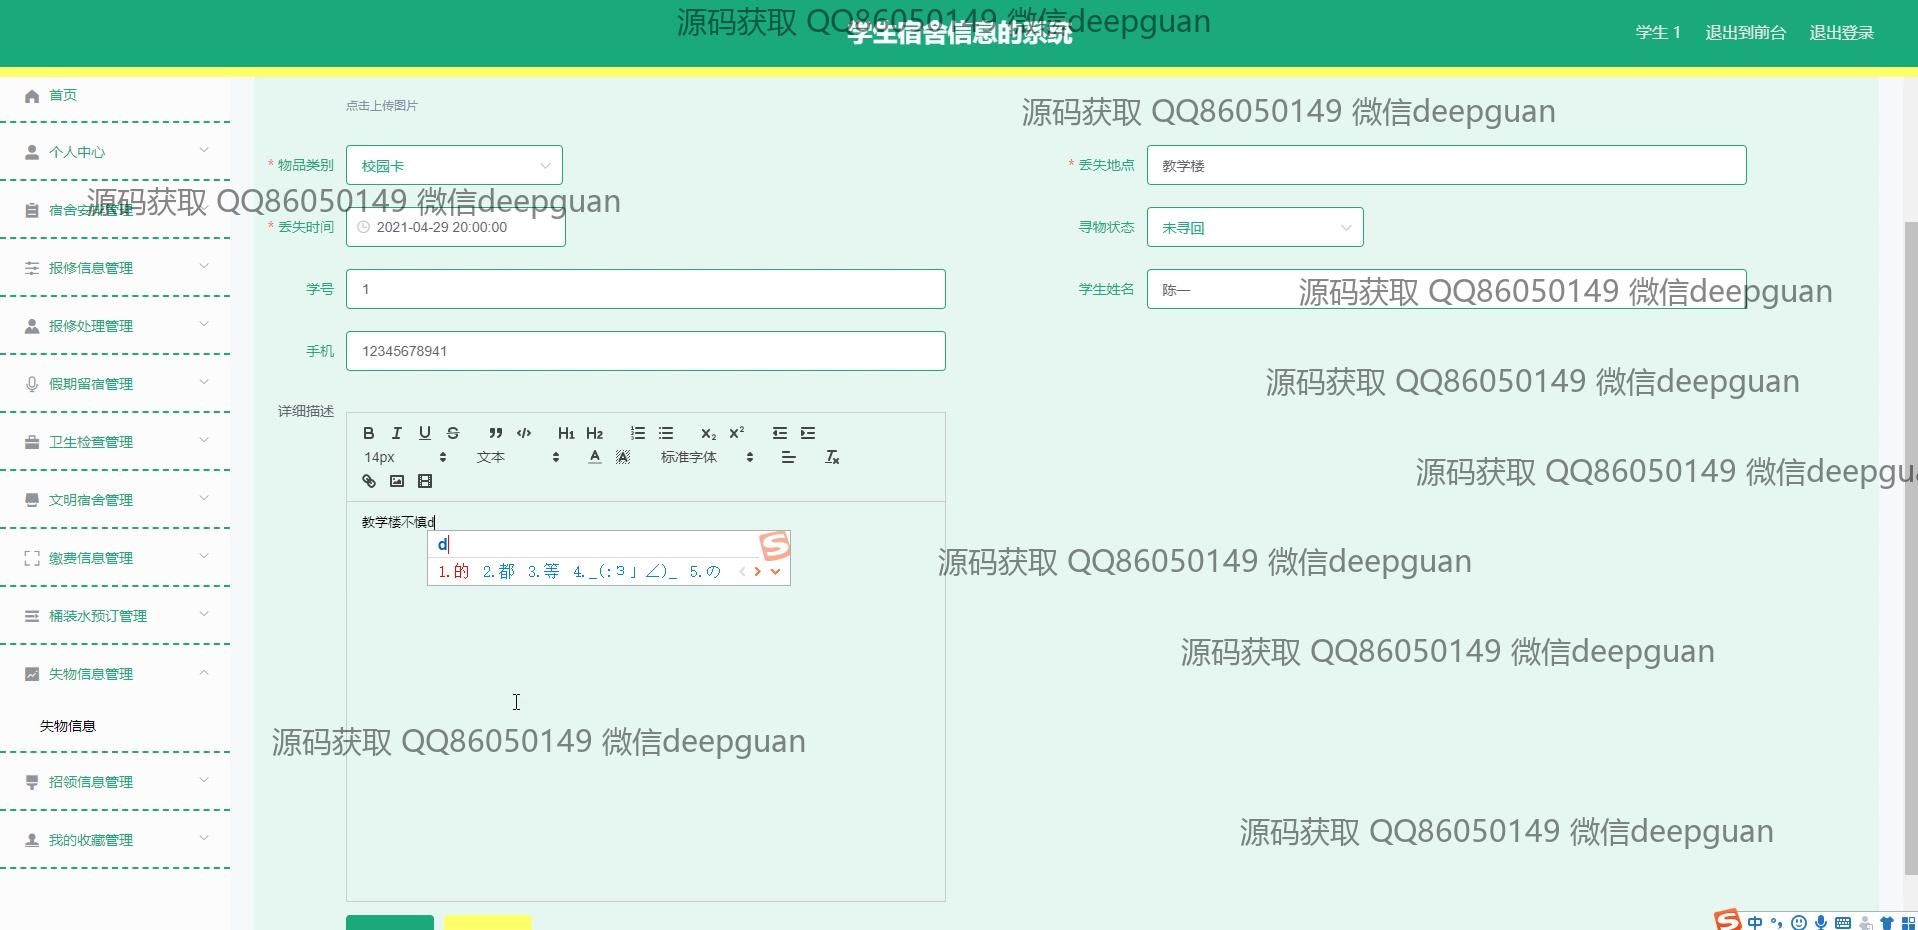 源码获取 QQ86050149 微信deepguan
学生宿舍信息的系统
学生 1 退出到前台 退出登录
首页
个人中心
宿舍安排管理
报修信息管理
报修处理管理
假期留宿管理
卫生检查管理
文明宿舍管理
缴费信息管理
桶装水预订管理
失物信息管理
失物信息
招领信息管理
我的收藏管理
点击上传图片
源码获取 QQ86050149 微信deepguan
* 物品类别 校园卡
* 丢失地点 教学楼
源码获取 QQ86050149 微信deepguan
* 丢失时间 2021-04-29 20:00:00
寻物状态 未寻回
学号 1
学生姓名 陈一
源码获取 QQ86050149 微信deepguan
手机 12345678941
源码获取 QQ86050149 微信deepguan
详细描述
B I U S H1 H2 X2 X2
14px 文本 A A 标准字体 Tx
源码获取 QQ86050149 微信deepgu
教学楼不慎d
d
1.的 2.都 3.等 4._(:3」∠)_ 5.の
源码获取 QQ86050149 微信deepguan
源码获取 QQ86050149 微信deepguan
源码获取 QQ86050149 微信deepguan
源码获取 QQ86050149 微信deepguan
中